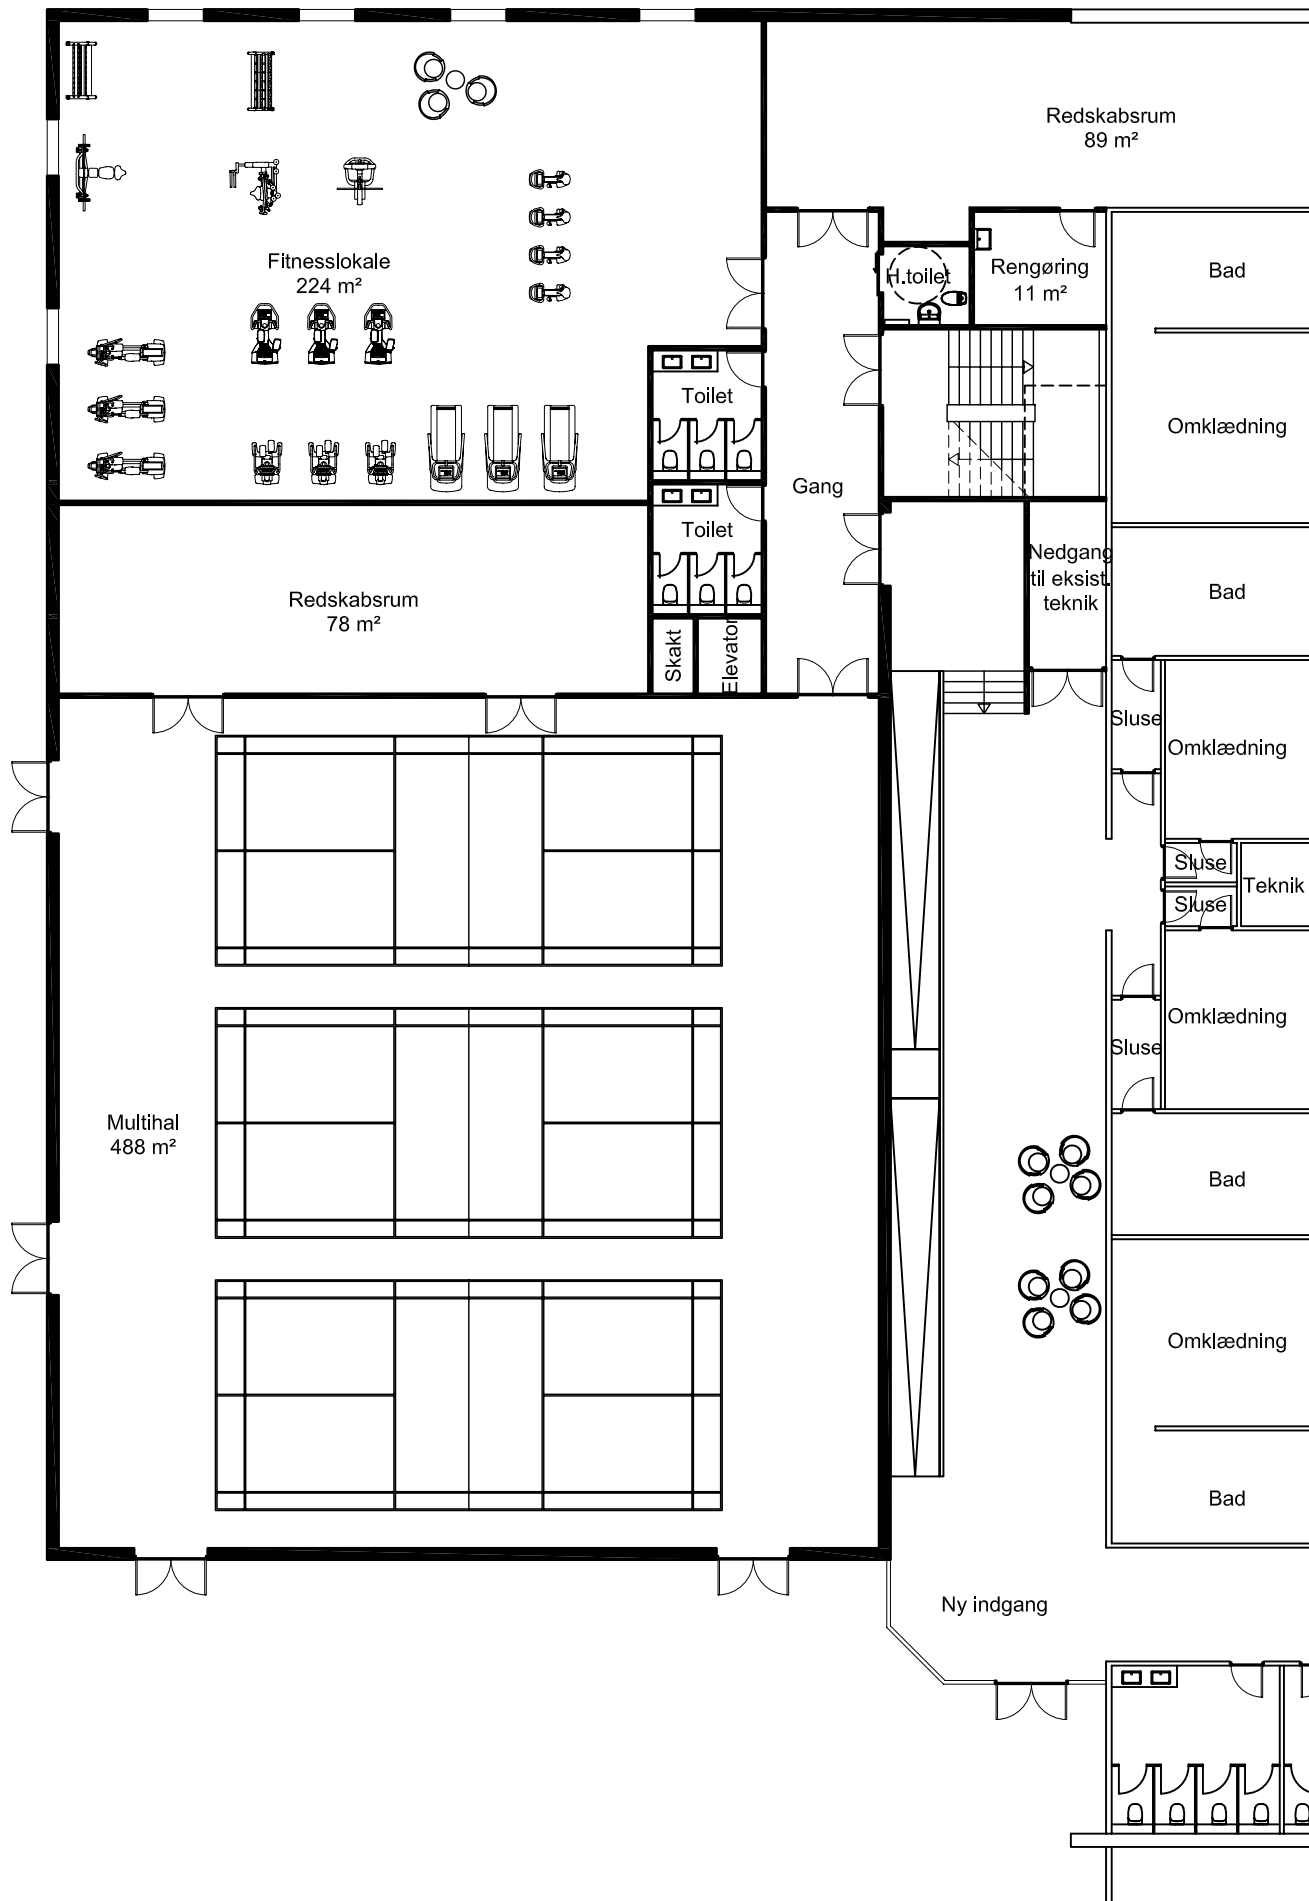 Redskabsrum
89 m²
Fitnesslokale
224 m²
H.toilet
Rengøring
11 m²
Bad
Toilet
Omklædning
Gang
Toilet
Nedgang
til eksist.
teknik
Bad
Redskabsrum
78 m²
Skakt
Elevator
Sluse
Omklædning
Sluse
Teknik
Sluse
Omklædning
Sluse
Multihal
488 m²
Bad
Omklædning
Bad
Ny indgang